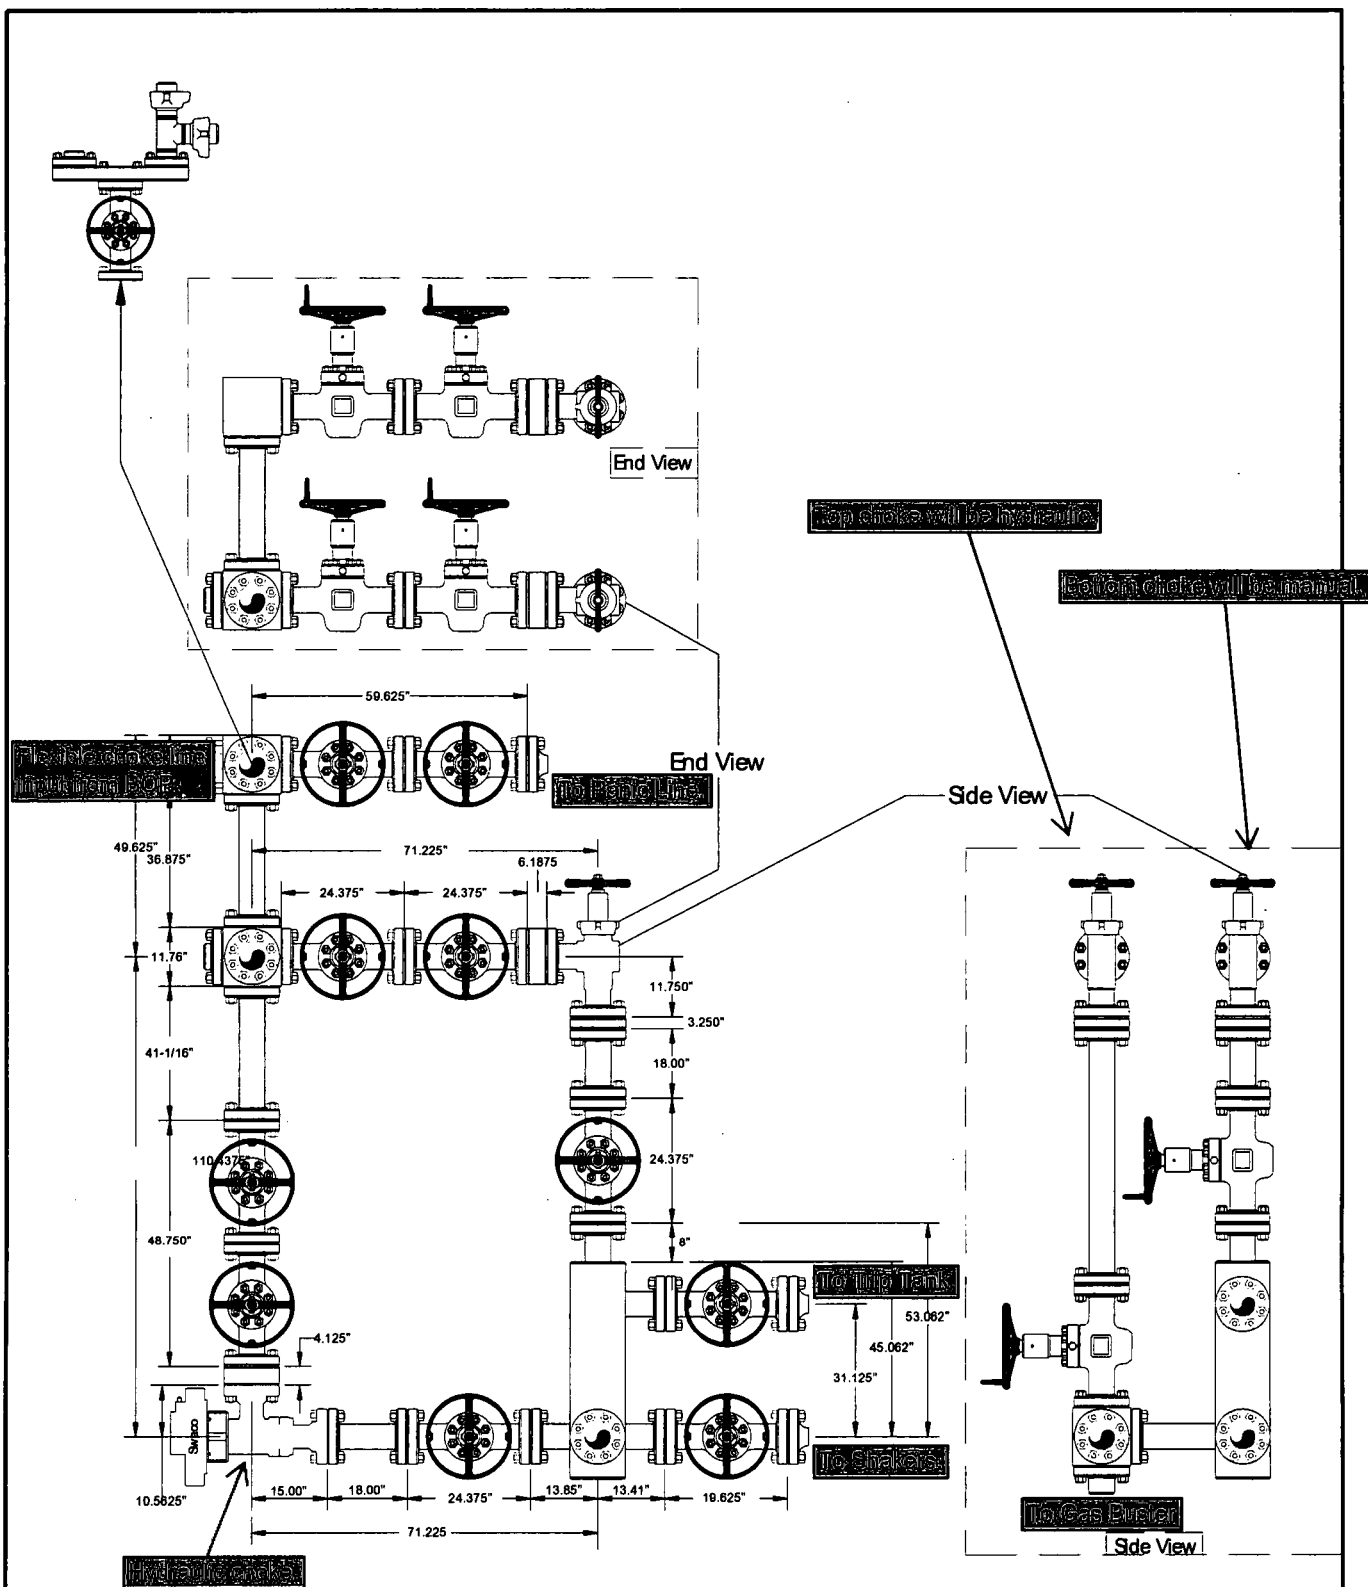 End View
Top choke will be hydraulic.
Bottom choke will be manual.
59.625"
Flexible choke line
input from BOP.
To Panic Line.
End View
Side View
49.625"
36.875"
71.225"
6.1875
24.375"
24.375"
11.76"
11.750"
3.250"
41-1/16"
18.00"
110.4375"
24.375"
48.750"
8"
To Trip Tank
53.062"
45.062"
31.125"
4.125"
Swaco
To Shakers.
10.5625"
15.00"
18.00"
24.375"
13.85"
13.41"
19.625"
71.225
To Gas Buster
Side View
Hydraulic choke.